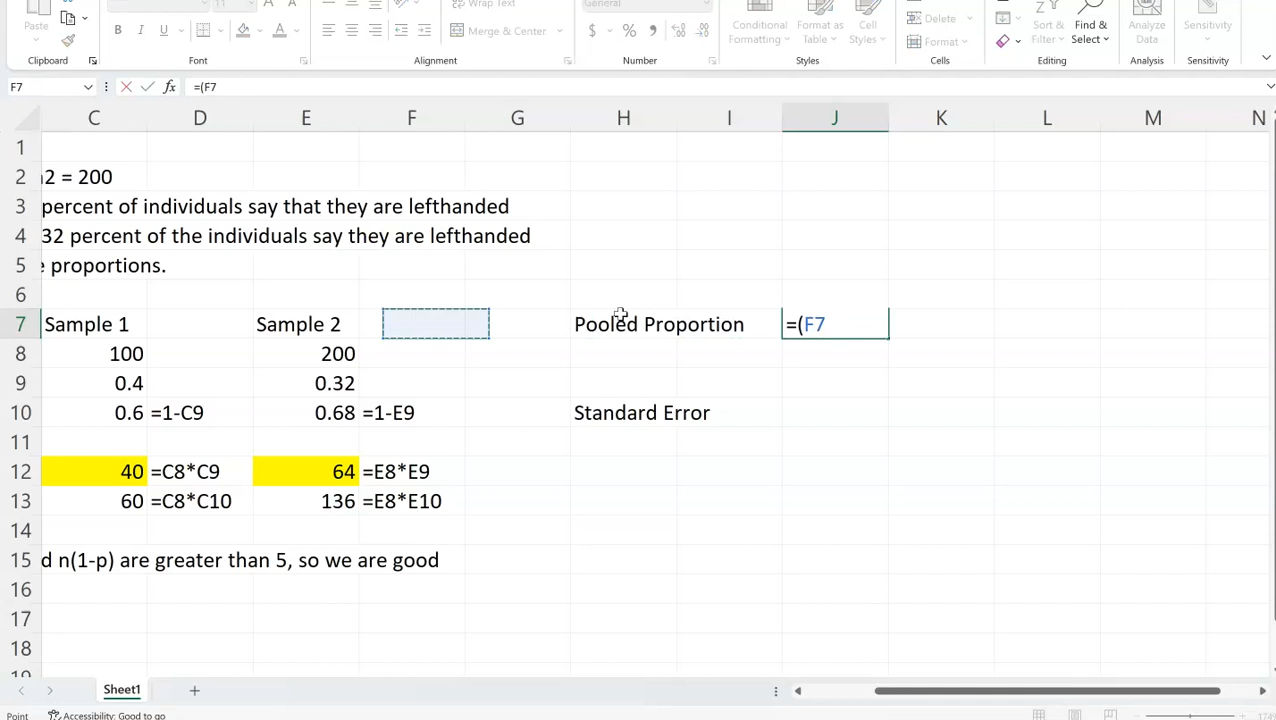 Paste
11
A
A
Wrap Text
General
B I U
A
Merge & Center
$ % 9
Conditional Formatting
Format as Table
Cell Styles
Delete
Format
Sort & Filter
Find & Select
Analyze Data
Sensitivity
Clipboard
Font
Alignment
Number
Styles
Cells
Editing
Analysis
Sensitivity
F7
fx
=(F7
C D E F G H I J K L M N
1
2 n2 = 200
3 percent of individuals say that they are lefthanded
4 32 percent of the individuals say they are lefthanded
5 e proportions.
6
7 Sample 1 Sample 2 Pooled Proportion =(F7
8 100 200
9 0.4 0.32
10 0.6 =1-C9 0.68 =1-E9 Standard Error
11
12 40 =C8*C9 64 =E8*E9
13 60 =C8*C10 136 =E8*E10
14
15 d n(1-p) are greater than 5, so we are good
16
17
18
19
Sheet1 +
Point Accessibility: Good to go